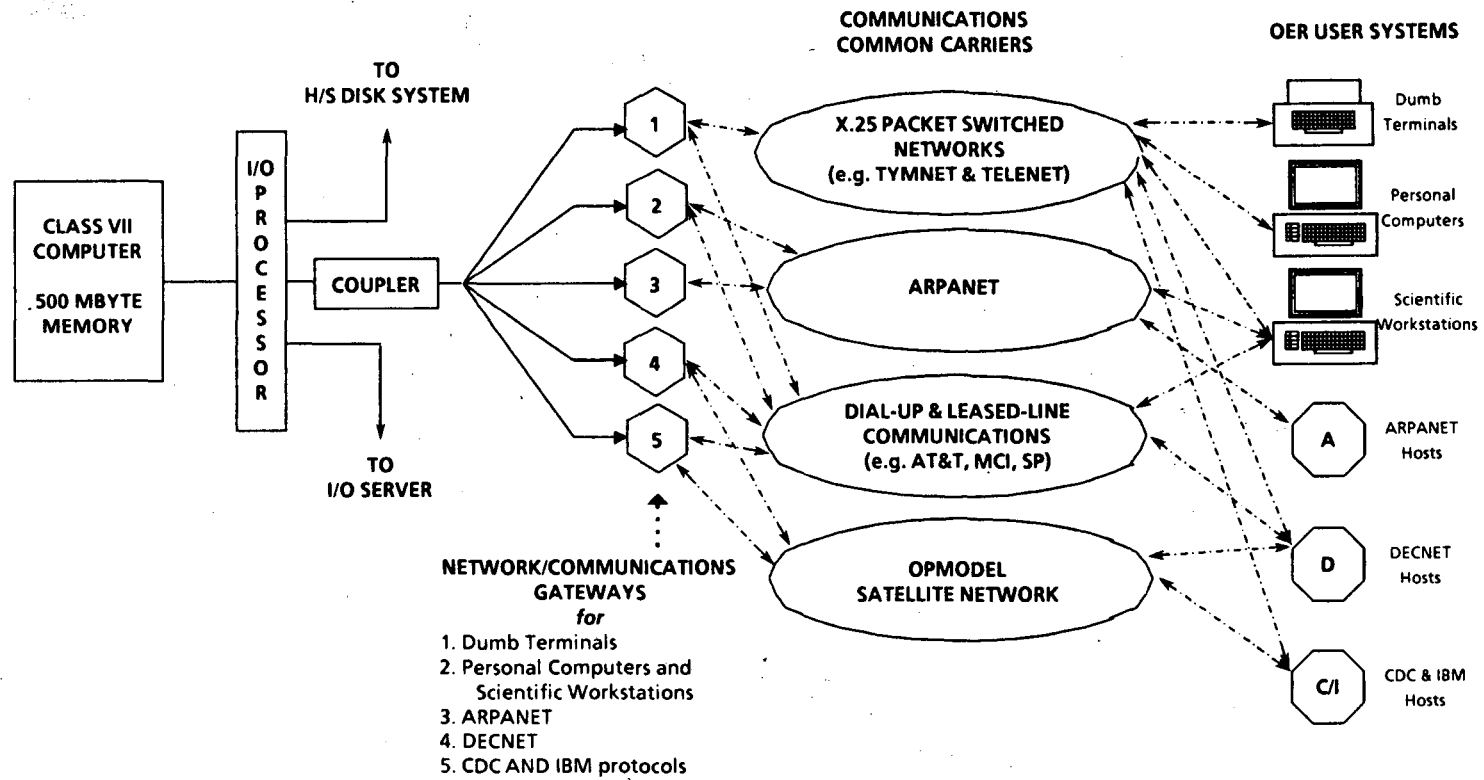 COMMUNICATIONS
COMMON CARRIERS
OER USER SYSTEMS
TO
H/S DISK SYSTEM
CLASS VII
COMPUTER
500 MBYTE
MEMORY
I/O
P
R
O
C
E
S
S
O
R
COUPLER
TO
I/O SERVER
1
2
3
4
5
NETWORK/COMMUNICATIONS
GATEWAYS
for
1. Dumb Terminals
2. Personal Computers and
Scientific Workstations
3. ARPANET
4. DECNET
5. CDC AND IBM protocols
X.25 PACKET SWITCHED
NETWORKS
(e.g. TYMNET & TELENET)
ARPANET
DIAL-UP & LEASED-LINE
COMMUNICATIONS
(e.g. AT&T, MCI, SP)
OPMODEL
SATELLITE NETWORK
Dumb
Terminals
Personal
Computers
Scientific
Workstations
A
ARPANET
Hosts
D
DECNET
Hosts
C/I
CDC & IBM
Hosts